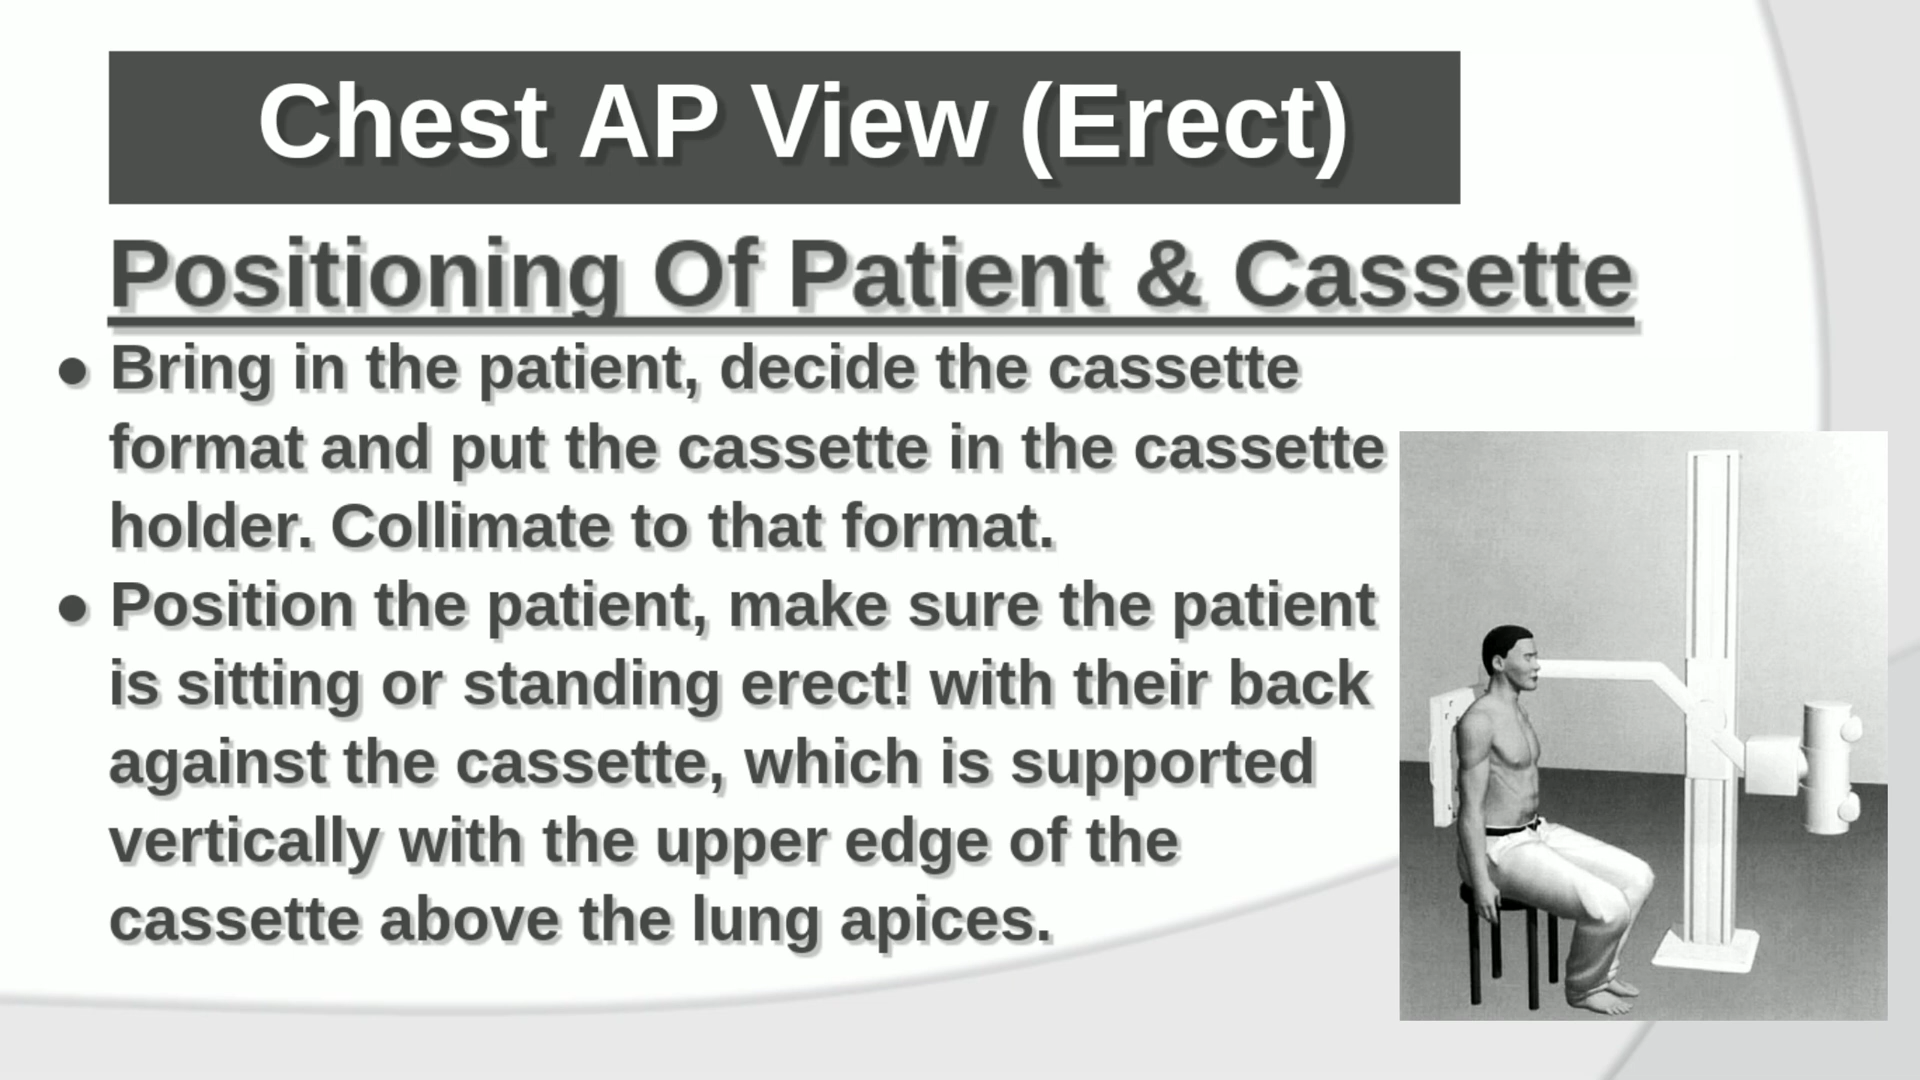 Chest AP View (Erect)
Positioning Of Patient & Cassette
● Bring in the patient, decide the cassette
format and put the cassette in the cassette
holder. Collimate to that format.
● Position the patient, make sure the patient
is sitting or standing erect! with their back
against the cassette, which is supported
vertically with the upper edge of the
cassette above the lung apices.